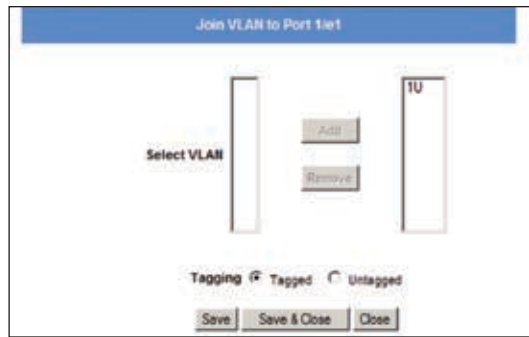 Join VLAN to Port 1/e1
1U
Add
Select VLAN
Remove
Tagging Tagged Untagged
Save Save & Close Close